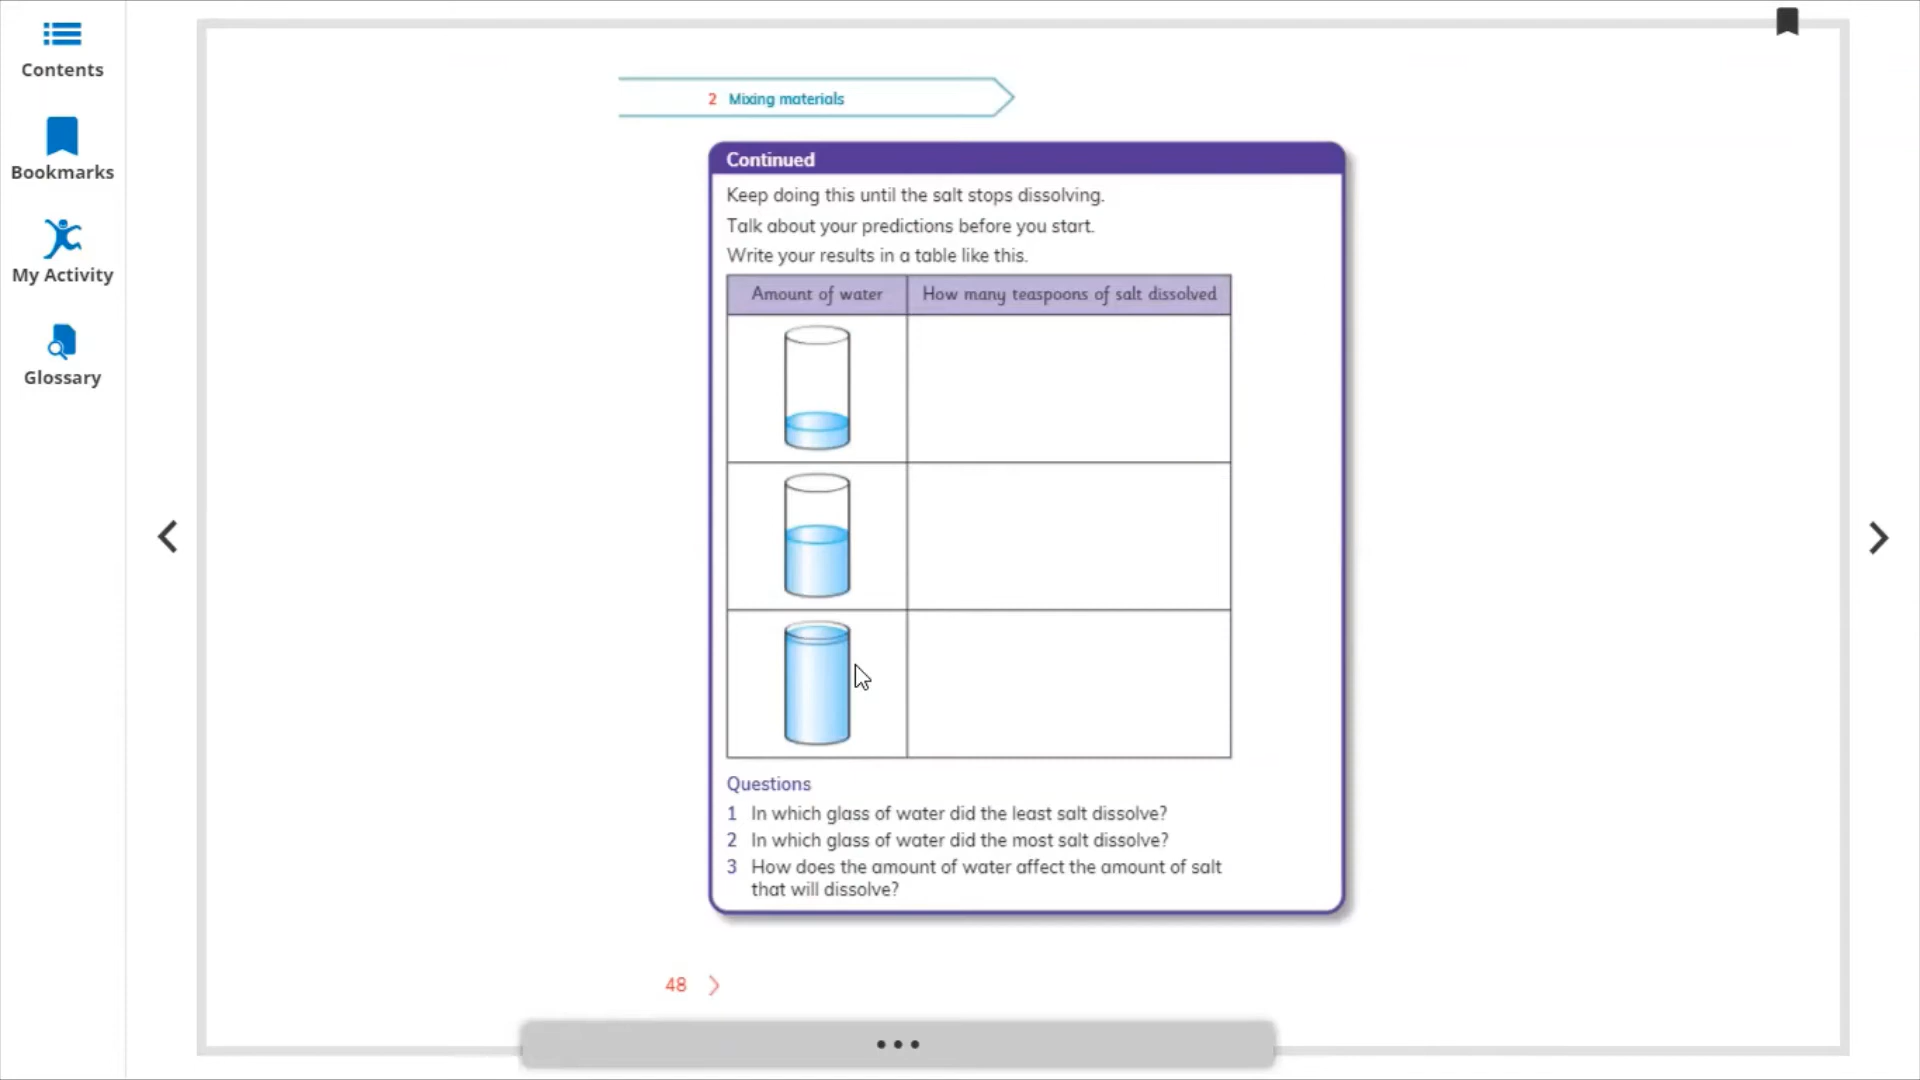 Contents
Bookmarks
My Activity
Glossary
2 Mixing materials
Continued
Keep doing this until the salt stops dissolving.
Talk about your predictions before you start.
Write your results in a table like this.
Amount of water How many teaspoons of salt dissolved
Questions
1 In which glass of water did the least salt dissolve?
2 In which glass of water did the most salt dissolve?
3 How does the amount of water affect the amount of salt
that will dissolve?
48